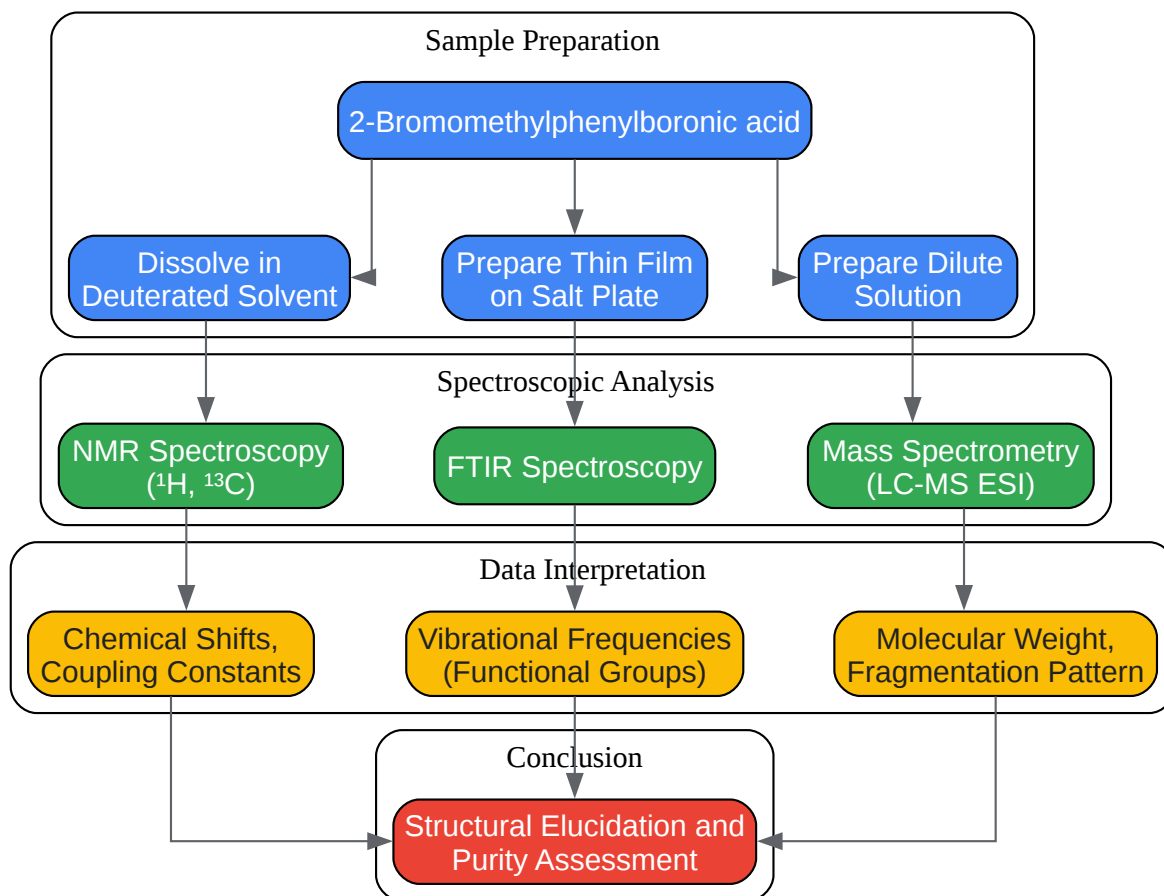 Sample Preparation
2-Bromomethylphenylboronic acid
Dissolve in
Deuterated Solvent
Prepare Thin Film
on Salt Plate
Prepare Dilute
Solution
Spectroscopic Analysis
NMR Spectroscopy
(¹H, ¹³C)
FTIR Spectroscopy
Mass Spectrometry
(LC-MS ESI)
Data Interpretation
Chemical Shifts,
Coupling Constants
Vibrational Frequencies
(Functional Groups)
Molecular Weight,
Fragmentation Pattern
Conclusion
Structural Elucidation and
Purity Assessment